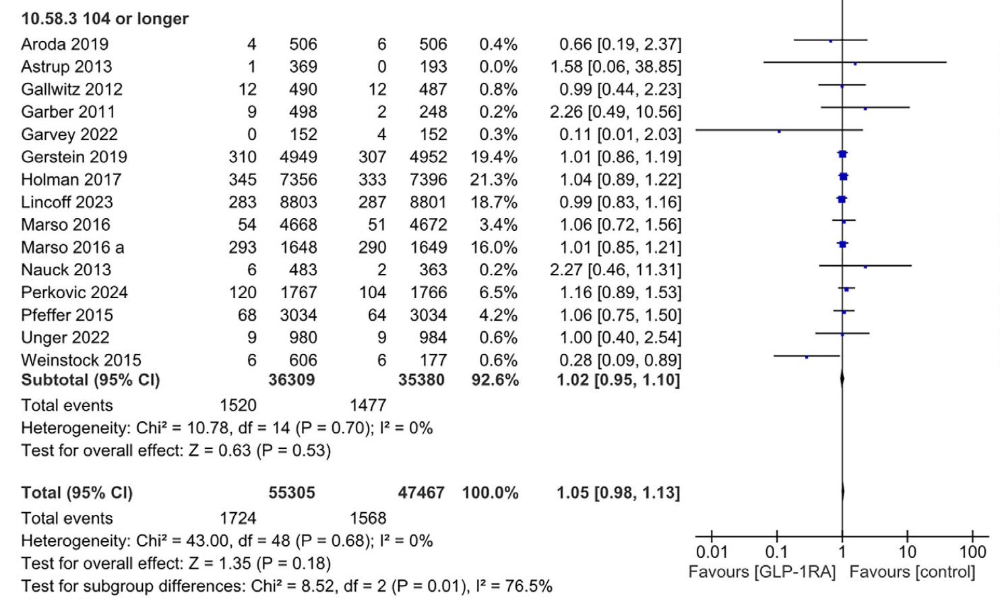 10.58.3 104 or longer
Aroda 2019 4 506 6 506 0.4% 0.66 [0.19, 2.37]
Astrup 2013 1 369 0 193 0.0% 1.58 [0.06, 38.85]
Gallwitz 2012 12 490 12 487 0.8% 0.99 [0.44, 2.23]
Garber 2011 9 498 2 248 0.2% 2.26 [0.49, 10.56]
Garvey 2022 0 152 4 152 0.3% 0.11 [0.01, 2.03]
Gerstein 2019 310 4949 307 4952 19.4% 1.01 [0.86, 1.19]
Holman 2017 345 7356 333 7396 21.3% 1.04 [0.89, 1.22]
Lincoff 2023 283 8803 287 8801 18.7% 0.99 [0.83, 1.16]
Marso 2016 54 4668 51 4672 3.4% 1.06 [0.72, 1.56]
Marso 2016 a 293 1648 290 1649 16.0% 1.01 [0.85, 1.21]
Nauck 2013 6 483 2 363 0.2% 2.27 [0.46, 11.31]
Perkovic 2024 120 1767 104 1766 6.5% 1.16 [0.89, 1.53]
Pfeffer 2015 68 3034 64 3034 4.2% 1.06 [0.75, 1.50]
Unger 2022 9 980 9 984 0.6% 1.00 [0.40, 2.54]
Weinstock 2015 6 606 6 177 0.6% 0.28 [0.09, 0.89]
Subtotal (95% CI) 36309 35380 92.6% 1.02 [0.95, 1.10]
Total events 1520 1477
Heterogeneity: Chi² = 10.78, df = 14 (P = 0.70); I² = 0%
Test for overall effect: Z = 0.63 (P = 0.53)
Total (95% CI) 55305 47467 100.0% 1.05 [0.98, 1.13]
Total events 1724 1568
Heterogeneity: Chi² = 43.00, df = 48 (P = 0.68); I² = 0%
Test for overall effect: Z = 1.35 (P = 0.18)
Test for subgroup differences: Chi² = 8.52, df = 2 (P = 0.01), I² = 76.5%
0.01 0.1 1 10 100
Favours [GLP-1RA] Favours [control]